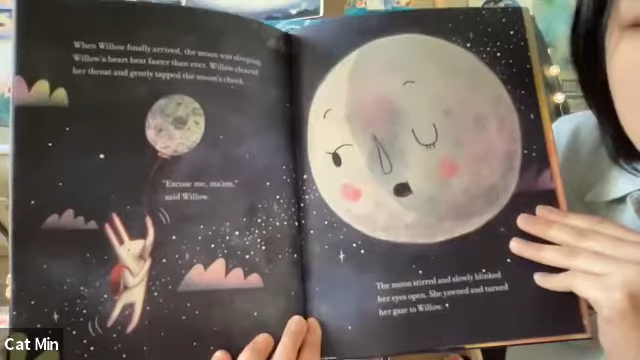 When Willow finally arrived, the moon was sleeping.
Willow's heart beat faster than ever. Willow cleared
her throat and gently tapped the moon's cheek.
"Excuse me, ma'am,"
said Willow.
The moon stirred and slowly blinked
her eyes open. She yawned and turned
her gaze to Willow.
Cat Min